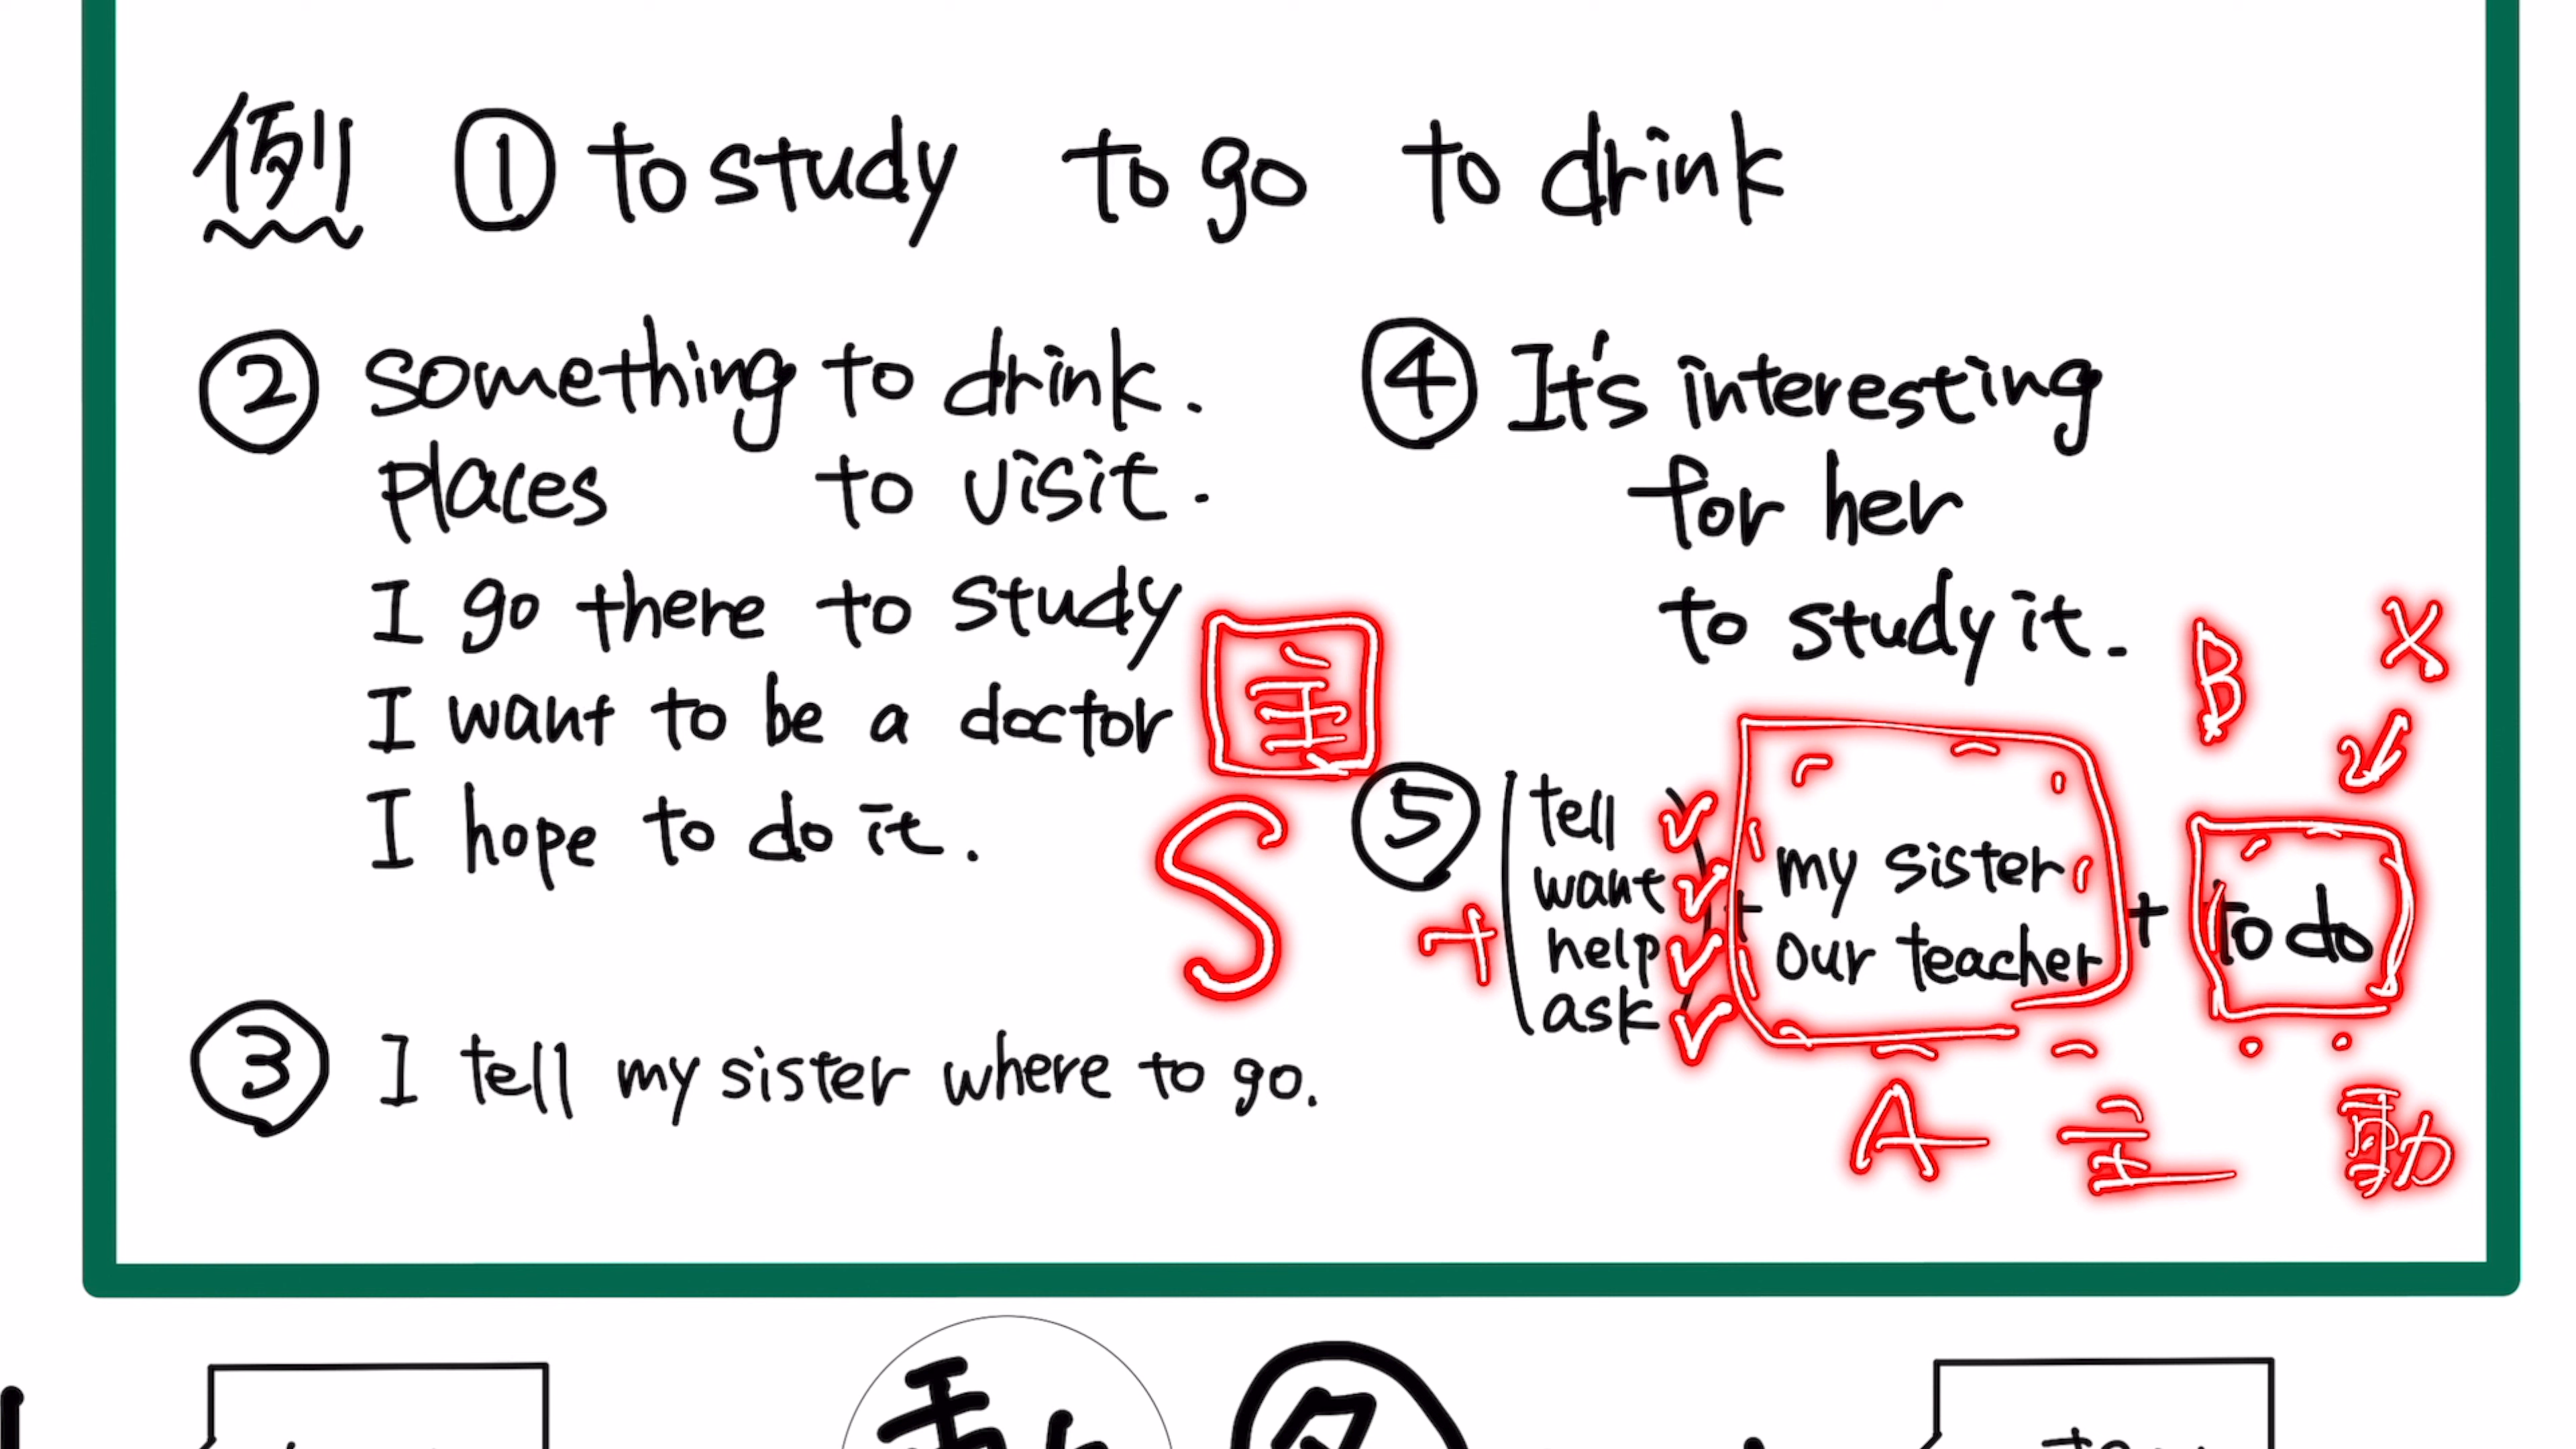 例 ① to study to go to drink
② something to drink.
places to visit.
I go there to study
I want to be a doctor
I hope to do it.
③ I tell my sister where to go.
④ It's interesting
for her
to study it.
主
S
+
⑤ tell
want
help
ask
+
my sister
our teacher
+
to do
B
X
A
主
動